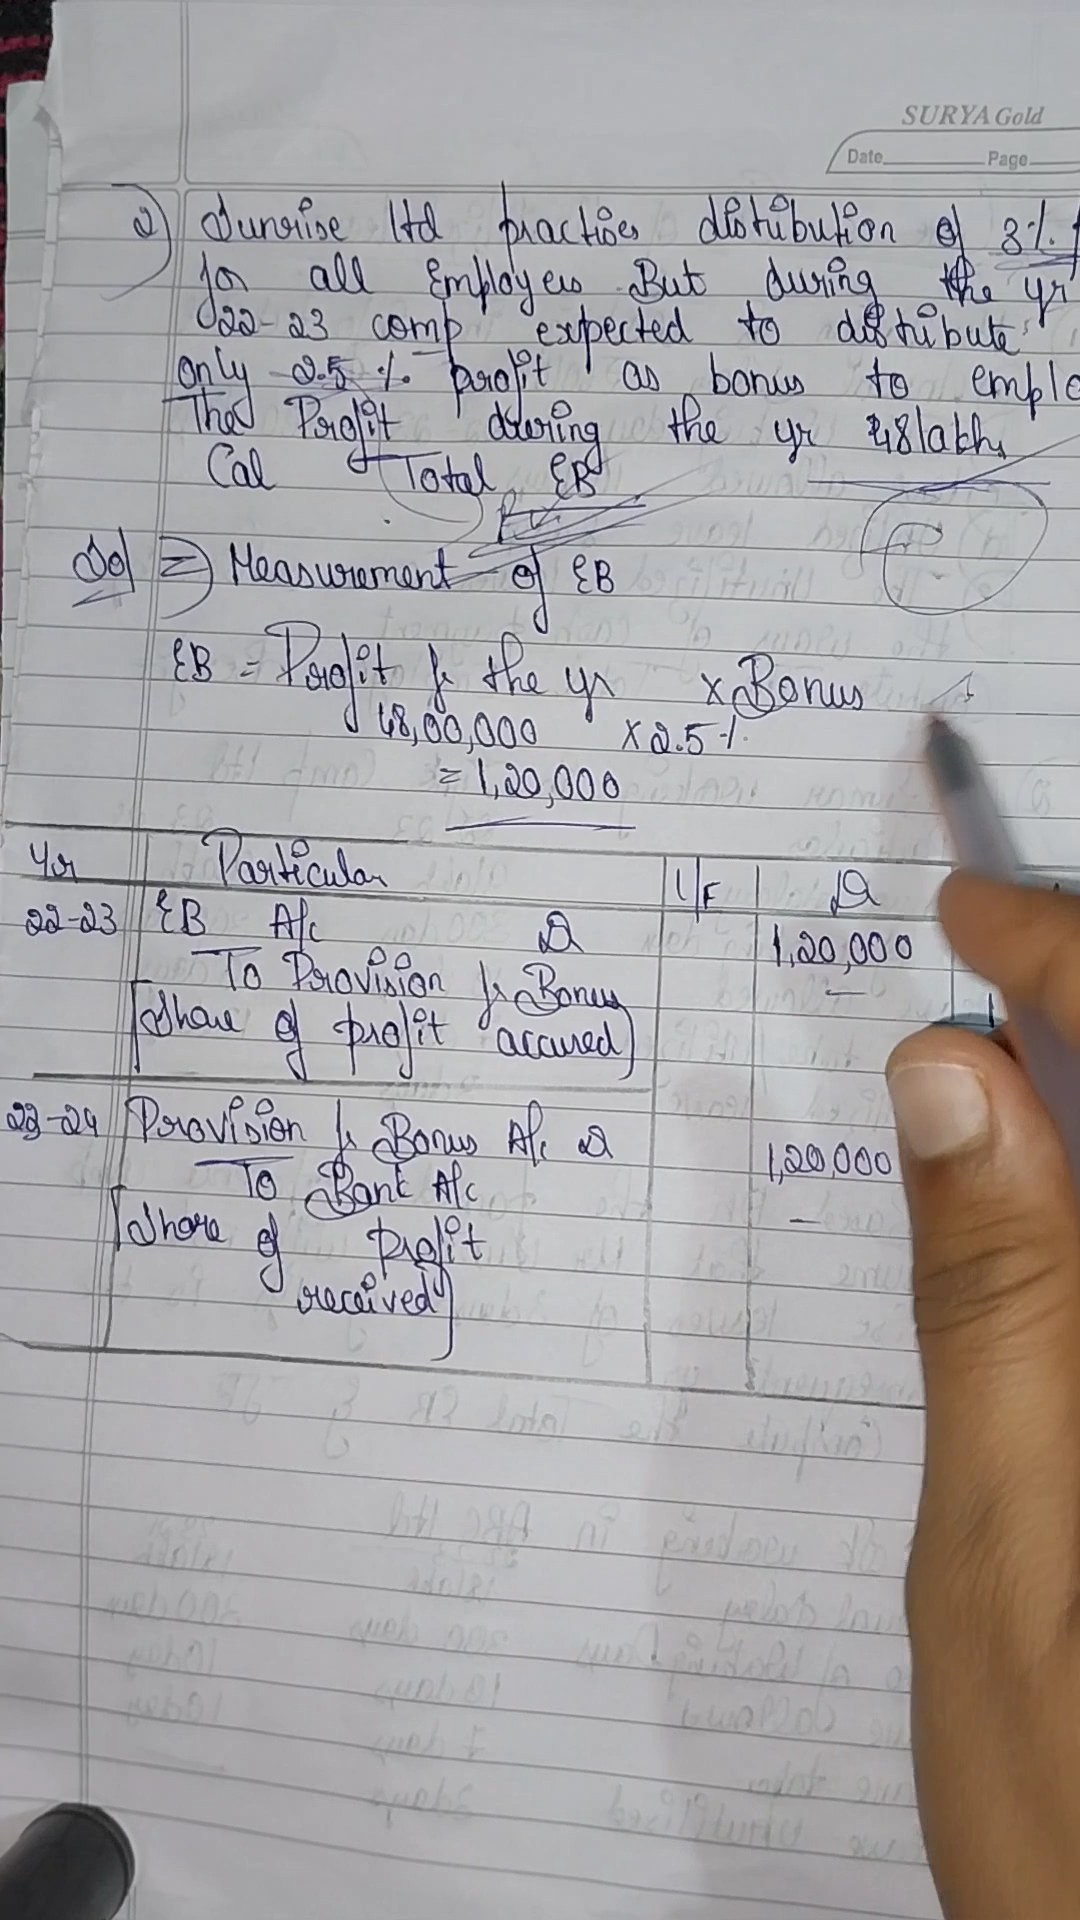 SURYA Gold
Date Page
2) Sunrise ltd practies distribution of 3%
for all Employees. But during the yr
22-23 comp expected to distribute
only 2.5 % profit as bonus to emplo
The Profit during the yr ₹48 lakhs
Cal Total EB
Sol ⇒ Measurement of EB
EB = Profit for the yr x Bonus
48,00,000 x 2.5 %
= 1,20,000
Yr Particular L/F Dr
22-23 EB A/c Dr 1,20,000
To Provision for Bonus —
[Share of profit accured]
23-24 Provision for Bonus A/c Dr 1,20,000
To Bank A/c —
[Share of profit
received]